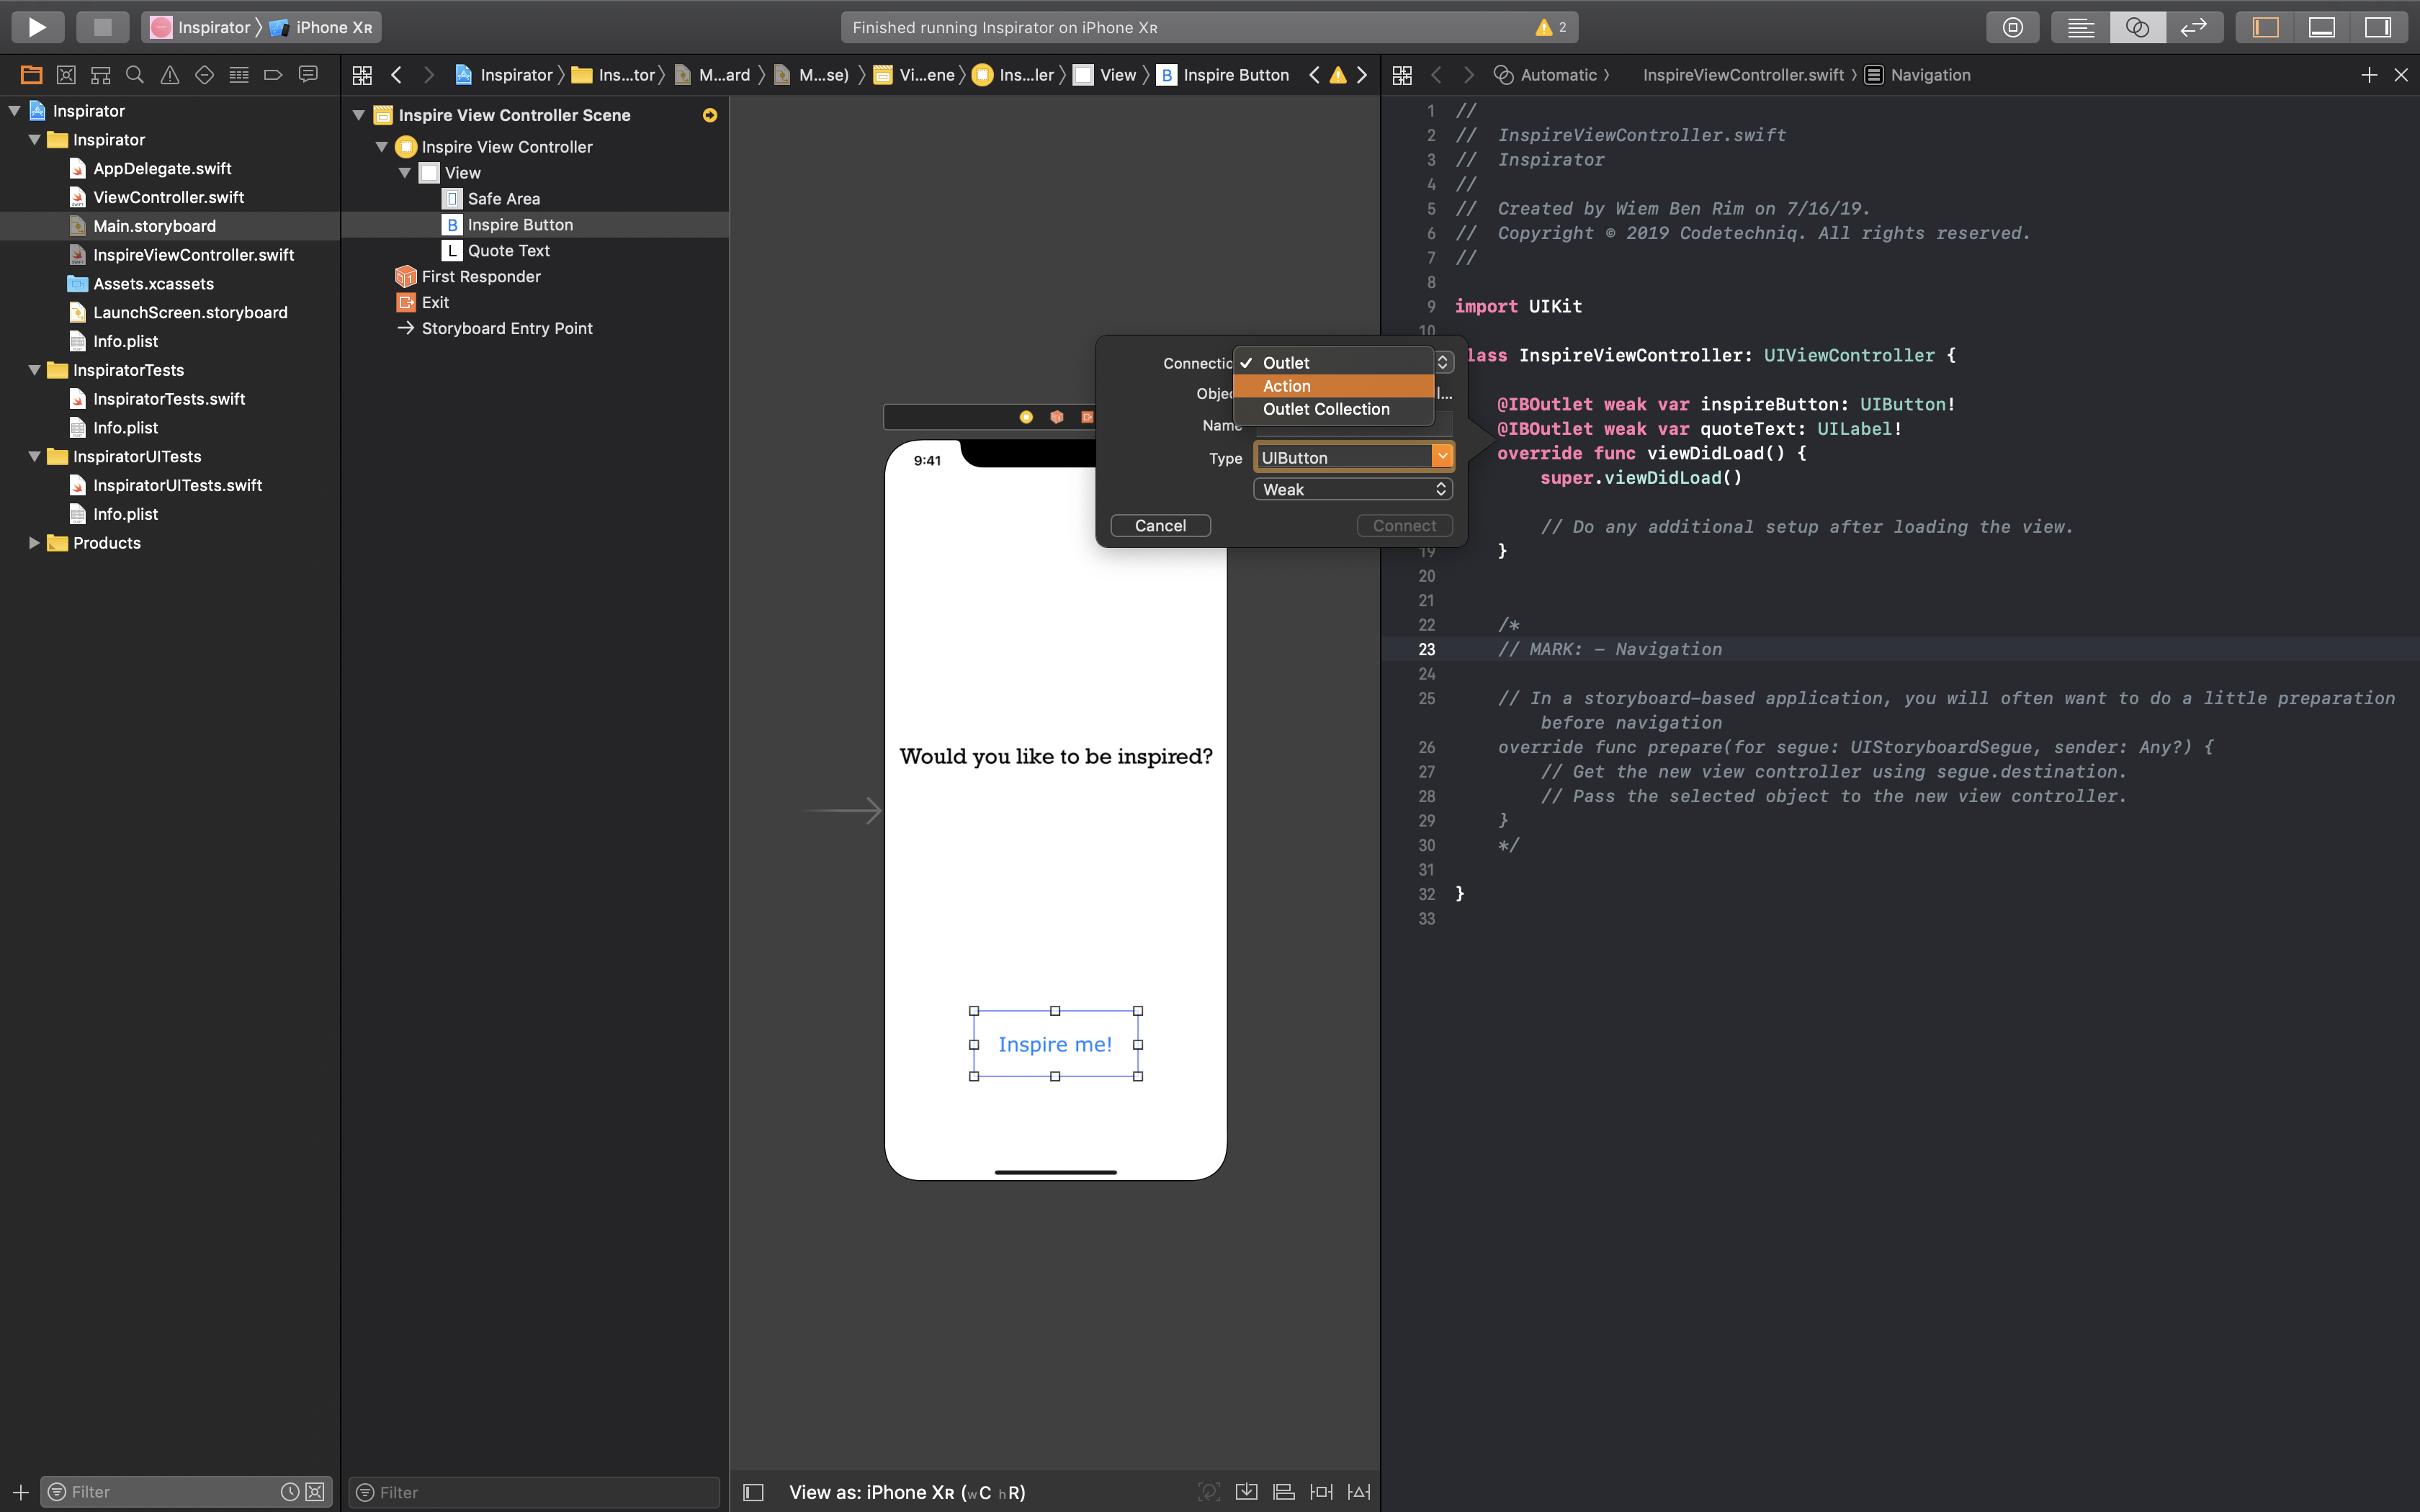 Inspirator 〉 iPhone XR
Finished running Inspirator on iPhone XR
2
Inspirator
Inspirator
AppDelegate.swift
ViewController.swift
Main.storyboard
InspireViewController.swift
Assets.xcassets
LaunchScreen.storyboard
Info.plist
InspiratorTests
InspiratorTests.swift
Info.plist
InspiratorUITests
InspiratorUITests.swift
Info.plist
Products
Filter
Inspirator 〉 Ins...tor 〉 M...ard 〉 M...se) 〉 Vi...ene 〉 Ins...ler 〉 View 〉 B Inspire Button
Inspire View Controller Scene
Inspire View Controller
View
Safe Area
B Inspire Button
L Quote Text
First Responder
Exit
Storyboard Entry Point
Filter
9:41
Would you like to be inspired?
Inspire me!
View as: iPhone XR (wC hR)
Connectio
✓ Outlet
Action
Outlet Collection
Objec
l...
Name
Type UIButton
Weak
Cancel Connect
Automatic 〉 InspireViewController.swift 〉 Navigation
1 //
2 //  InspireViewController.swift
3 //  Inspirator
4 //
5 //  Created by Wiem Ben Rim on 7/16/19.
6 //  Copyright © 2019 Codetechniq. All rights reserved.
7 //
8
9 import UIKit
10
lass InspireViewController: UIViewController {
@IBOutlet weak var inspireButton: UIButton!
@IBOutlet weak var quoteText: UILabel!
override func viewDidLoad() {
super.viewDidLoad()
// Do any additional setup after loading the view.
19 }
20
21
22 /*
23 // MARK: - Navigation
24
25 // In a storyboard-based application, you will often want to do a little preparation
before navigation
26 override func prepare(for segue: UIStoryboardSegue, sender: Any?) {
27 // Get the new view controller using segue.destination.
28 // Pass the selected object to the new view controller.
29 }
30 */
31
32 }
33